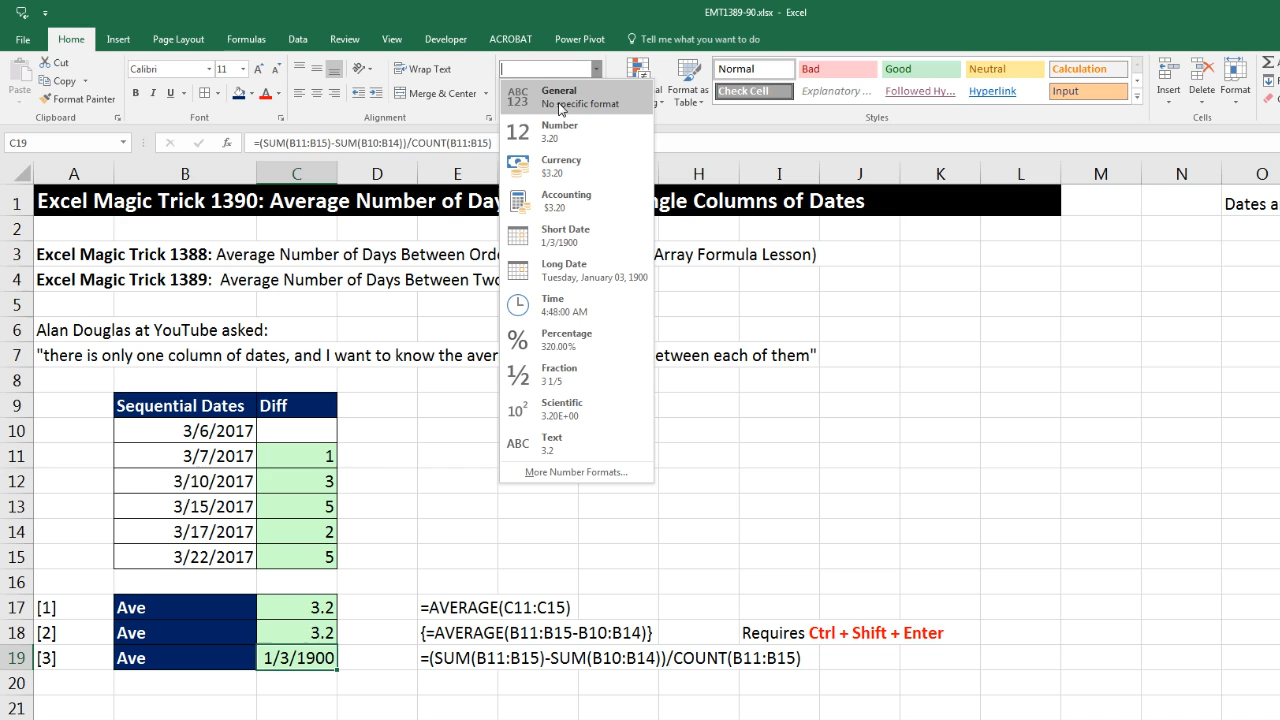 EMT1389-90.xlsx - Excel
File Home Insert Page Layout Formulas Data Review View Developer ACROBAT Power Pivot Tell me what you want to do
Paste
Cut
Copy
Format Painter
Clipboard
Calibri 11
B I U
Font
Wrap Text
Merge & Center
Alignment
Format as Table
Normal Bad Good Neutral Calculation
Check Cell Explanatory ... Followed Hy... Hyperlink Input
Styles
Insert Delete Format
Cells
General
No specific format
Number
3.20
Currency
$3.20
Accounting
$3.20
Short Date
1/3/1900
Long Date
Tuesday, January 03, 1900
Time
4:48:00 AM
Percentage
320.00%
Fraction
3 1/5
Scientific
3.20E+00
Text
3.2
More Number Formats...
C19 fx =(SUM(B11:B15)-SUM(B10:B14))/COUNT(B11:B15)
A B C D E H I J K L M N O
1 Excel Magic Trick 1390: Average Number of Day ngle Columns of Dates Dates a
2
3 Excel Magic Trick 1388: Average Number of Days Between Orde Array Formula Lesson)
4 Excel Magic Trick 1389: Average Number of Days Between Two
5
6 Alan Douglas at YouTube asked:
7 "there is only one column of dates, and I want to know the aver etween each of them"
8
9 Sequential Dates Diff
10 3/6/2017
11 3/7/2017 1
12 3/10/2017 3
13 3/15/2017 5
14 3/17/2017 2
15 3/22/2017 5
16
17 [1] Ave 3.2 =AVERAGE(C11:C15)
18 [2] Ave 3.2 {=AVERAGE(B11:B15-B10:B14)} Requires Ctrl + Shift + Enter
19 [3] Ave 1/3/1900 =(SUM(B11:B15)-SUM(B10:B14))/COUNT(B11:B15)
20
21